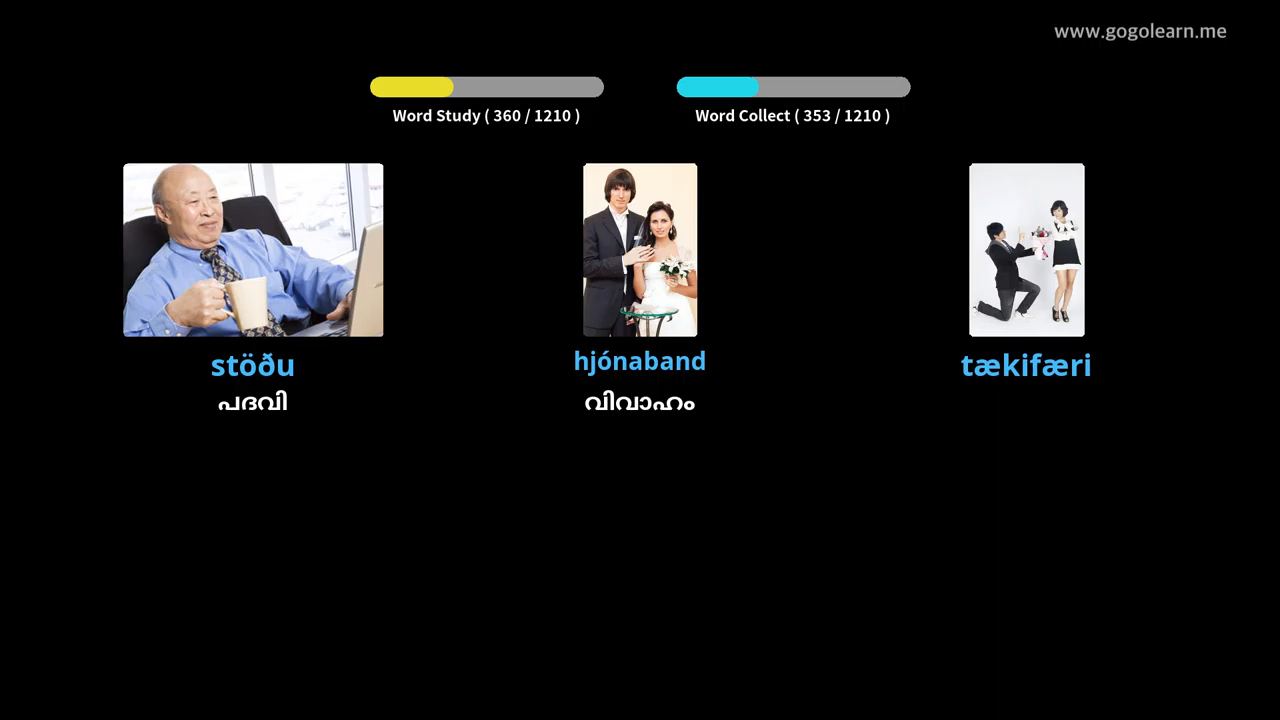 www.gogolearn.me
Word Study ( 360 / 1210 )
Word Collect ( 353 / 1210 )
stöðu
hjónaband
tækifæri
പദവി
വിവാഹം